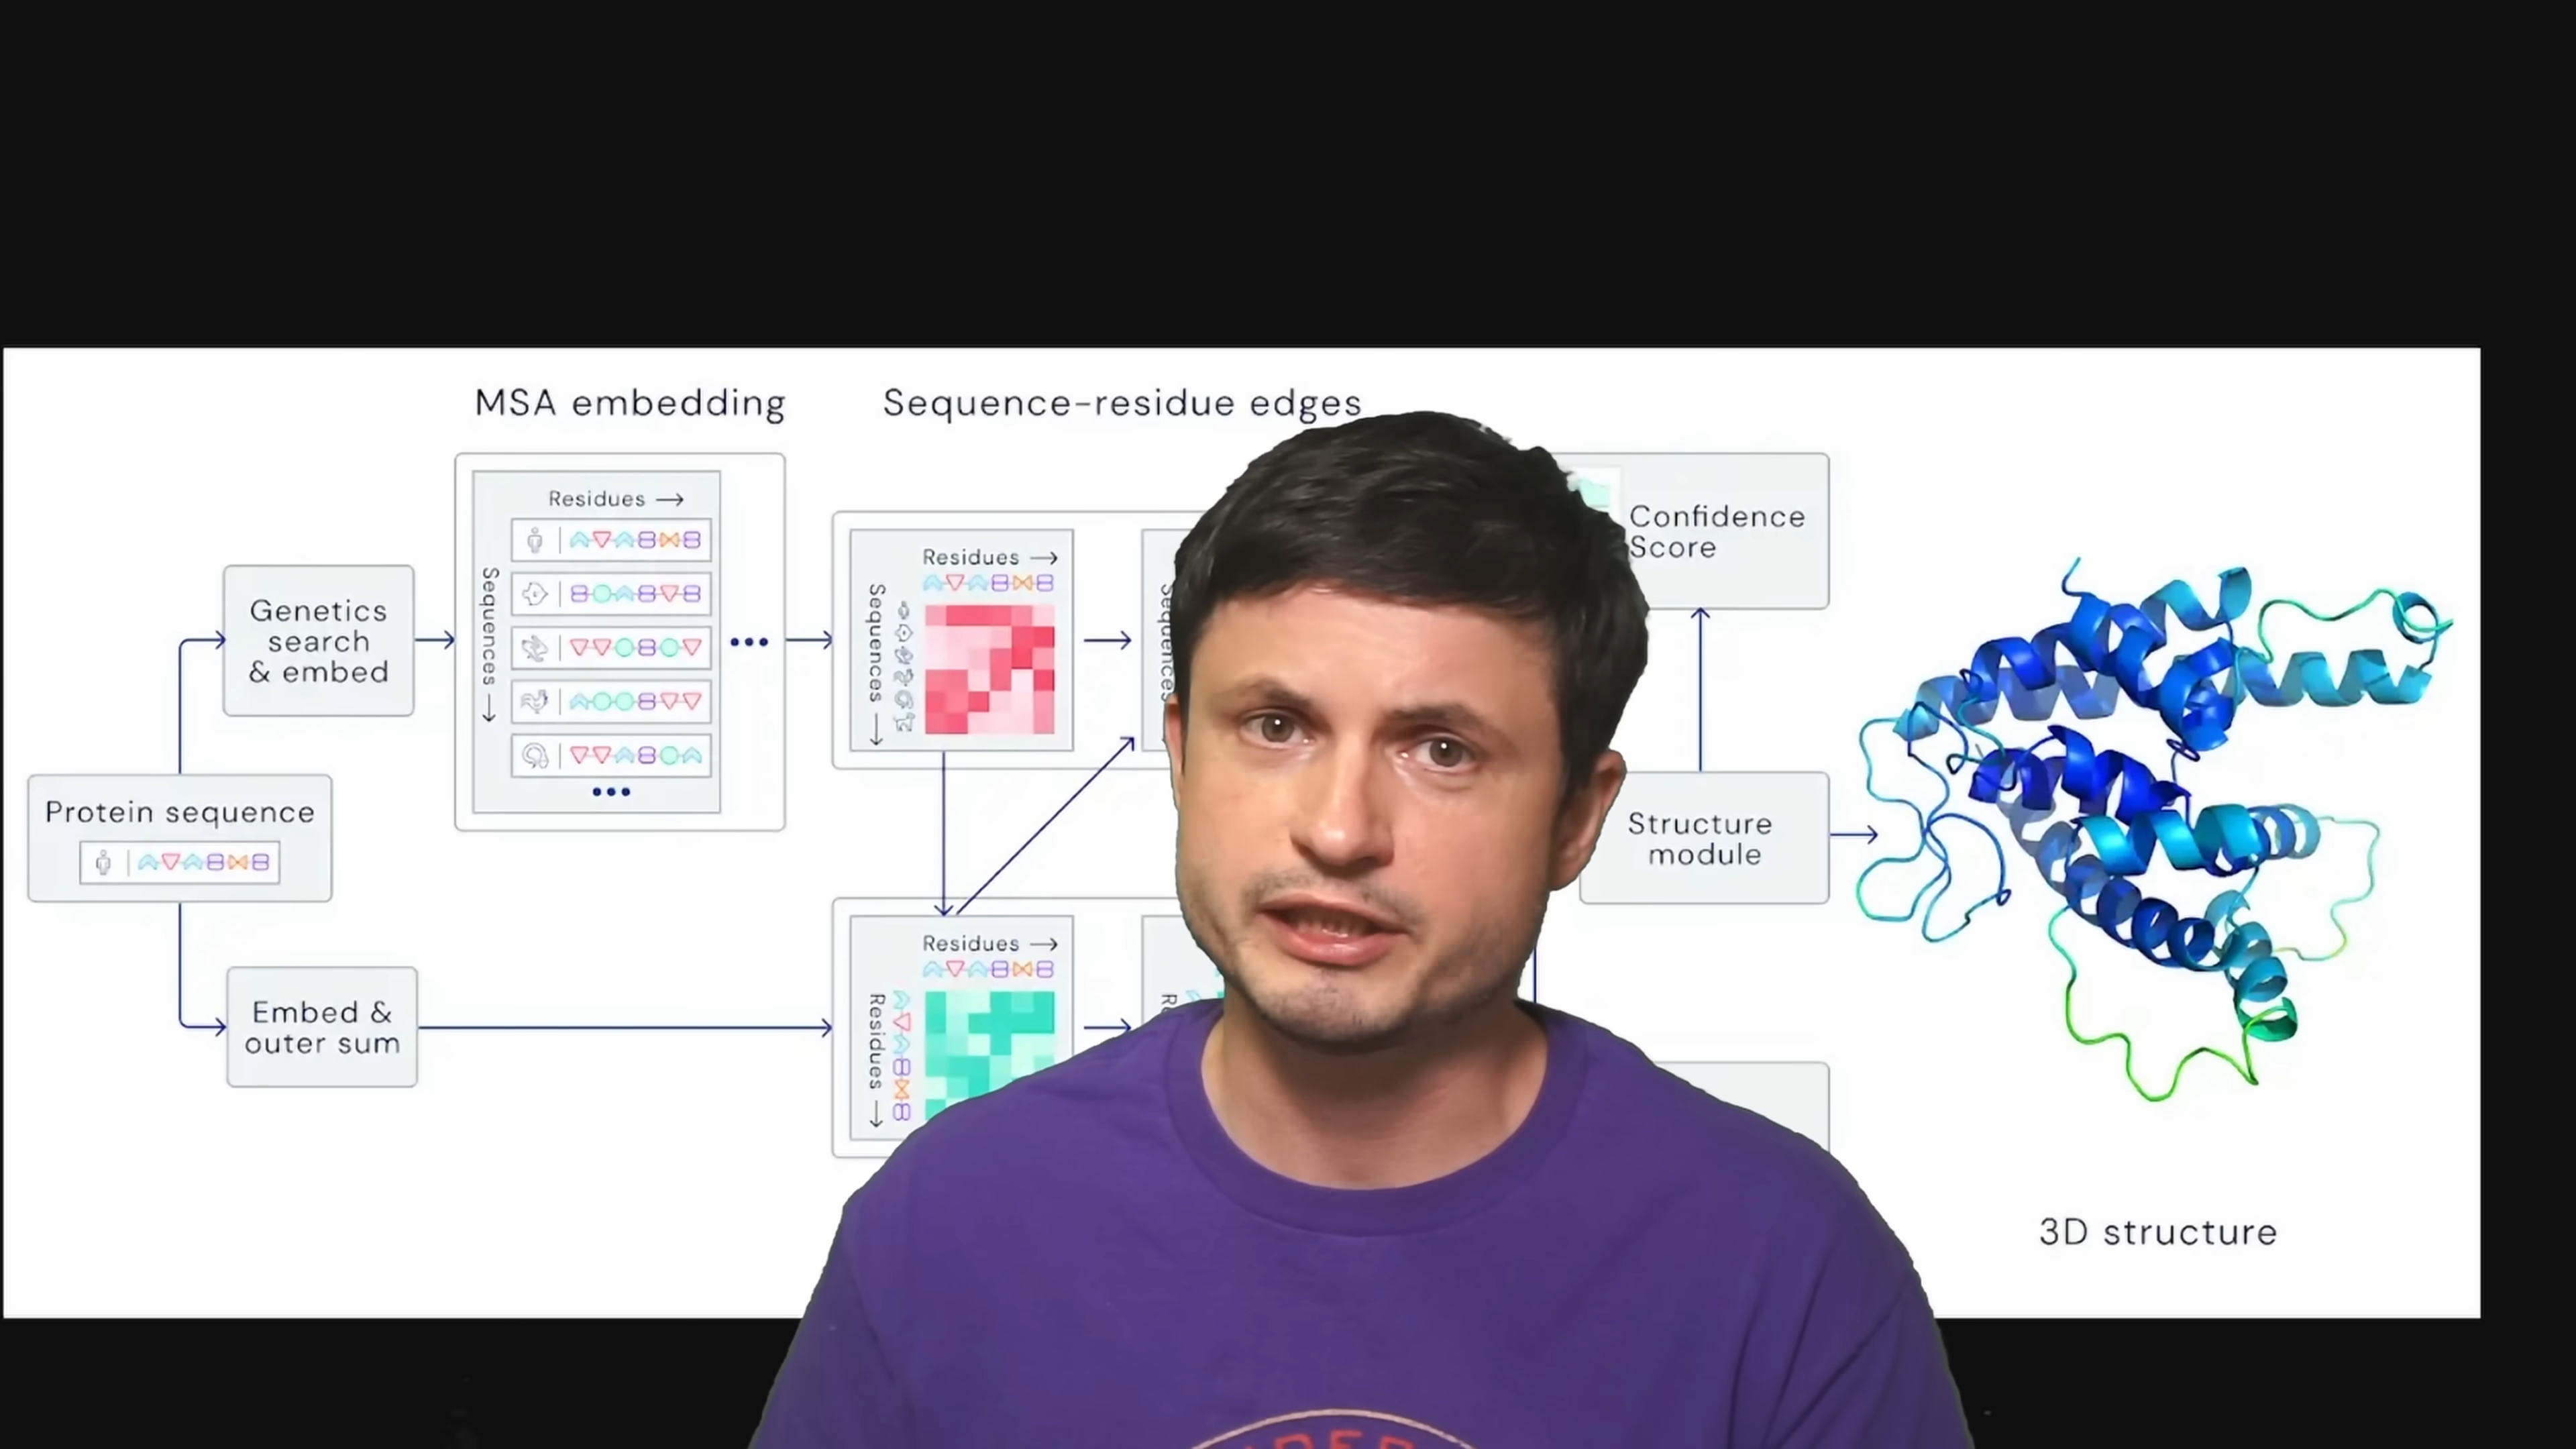 MSA embedding
Sequence-residue edges
Residues
Sequences
Genetics
search
& embed
Residues
Sequences
Sequences
Confidence
Score
Protein sequence
Structure
module
Embed &
outer sum
Residues
Residues
3D structure